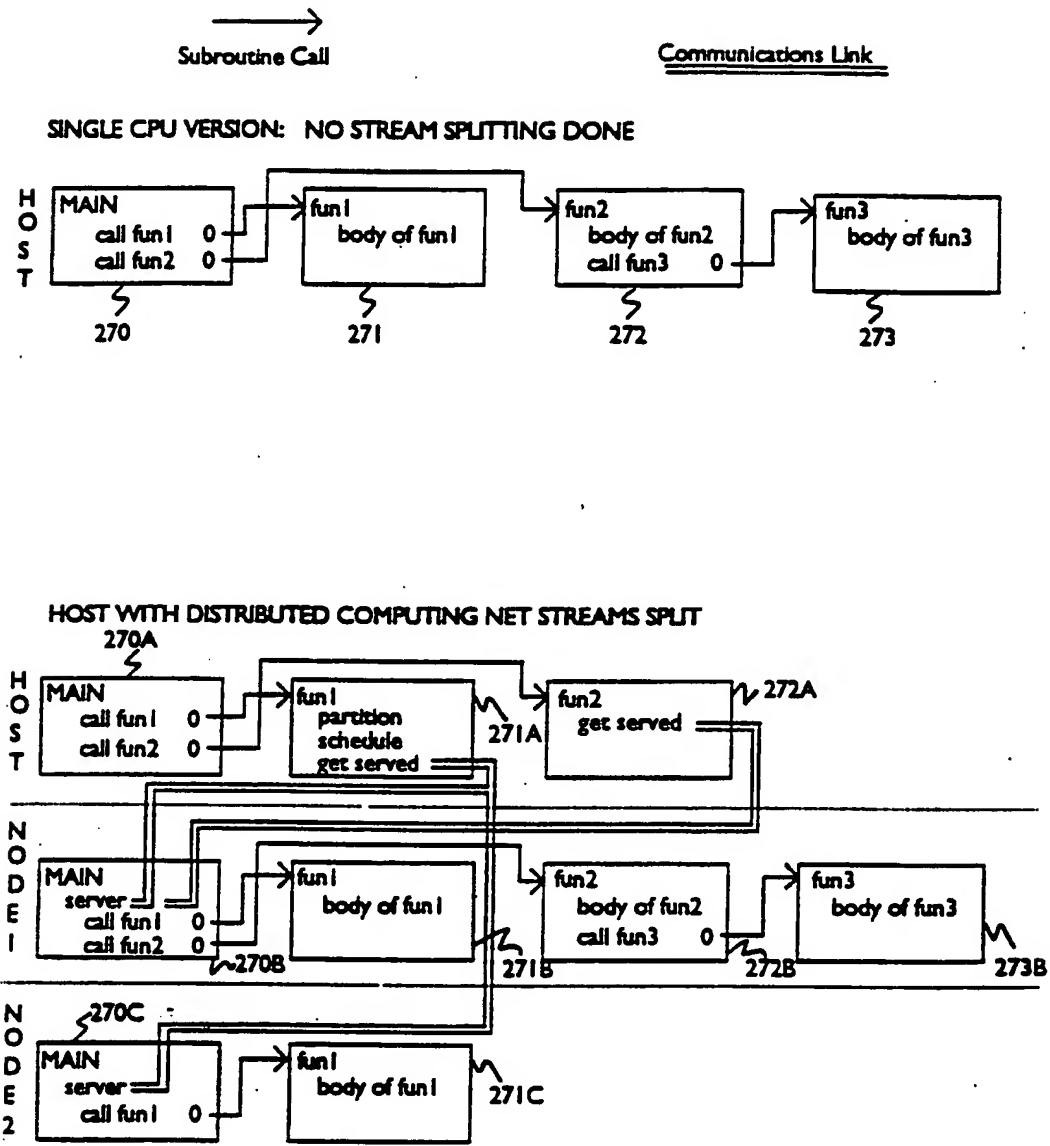 Subroutine Call
Communications Link
SINGLE CPU VERSION: NO STREAM SPLITTING DONE
HOST
MAIN
call fun1 0
call fun2 0
270
fun1
body of fun1
271
fun2
body of fun2
call fun3 0
272
fun3
body of fun3
273
HOST WITH DISTRIBUTED COMPUTING NET STREAMS SPLIT
HOST
270A
MAIN
call fun1 0
call fun2 0
fun1
partition
schedule
get served
271A
fun2
get served
272A
NODE1
MAIN
server
call fun1 0
call fun2 0
270B
fun1
body of fun1
271B
fun2
body of fun2
call fun3 0
272B
fun3
body of fun3
273B
NODE2
270C
MAIN
server
call fun1 0
fun1
body of fun1
271C